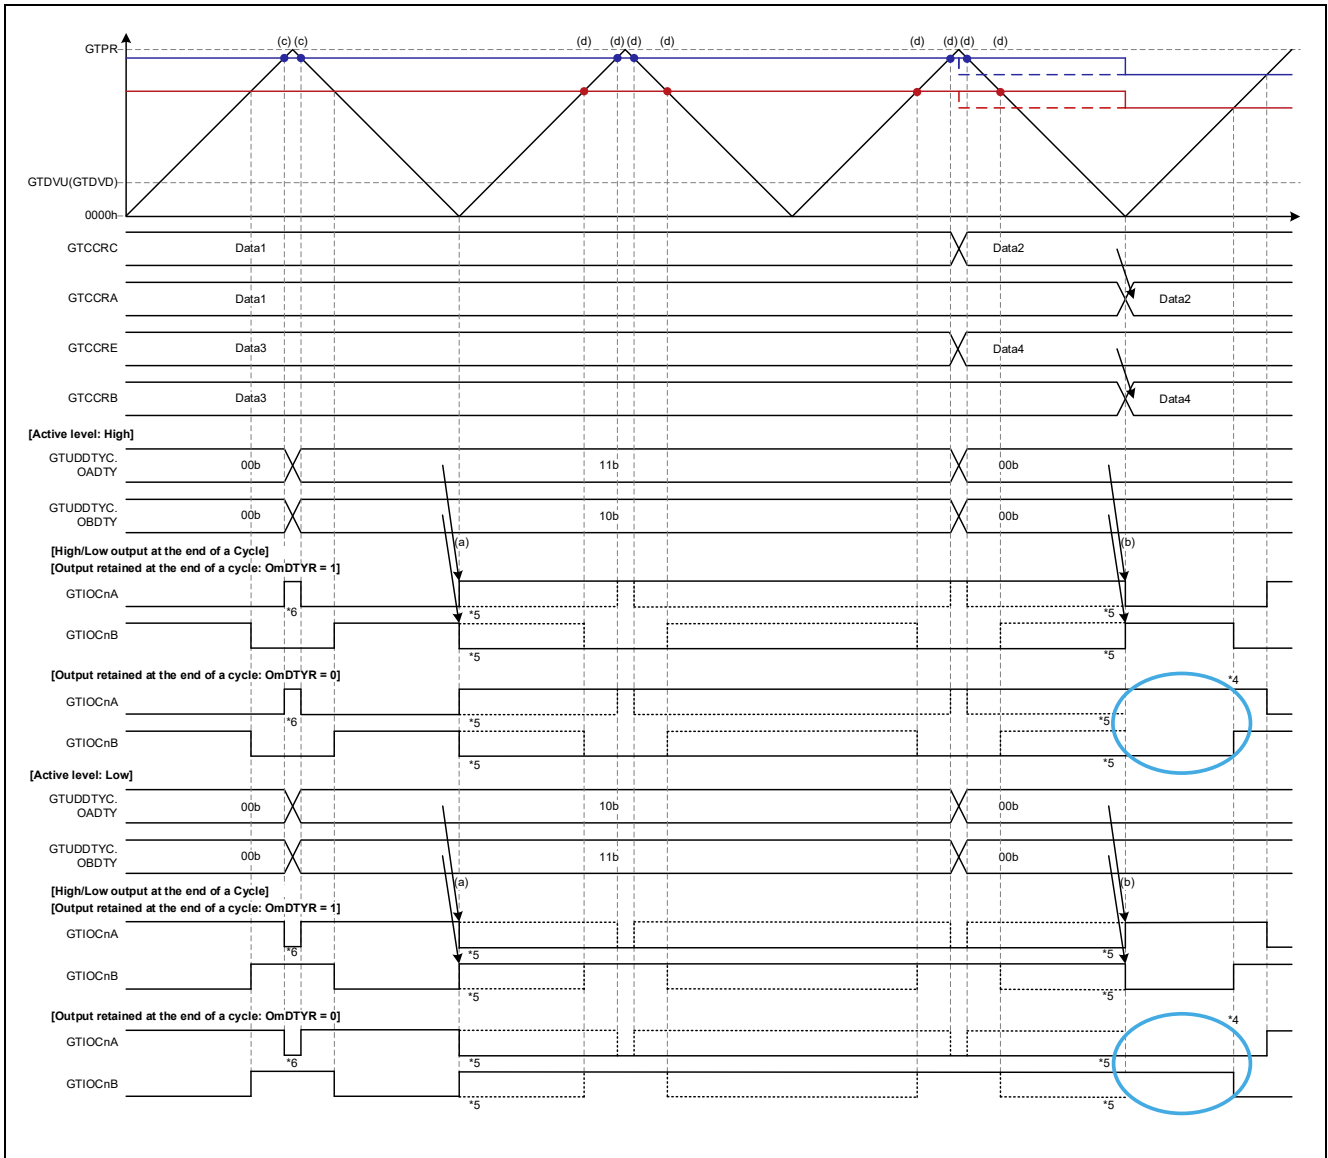 (c) (c) (d) (d) (d) (d) (d) (d) (d) (d)
GTPR
GTDVU(GTDVD)
0000h
GTCCRC Data1 Data2
GTCCRA Data1 Data2
GTCCRE Data3 Data4
GTCCRB Data3 Data4
[Active level: High]
GTUDDTYC.
OADTY 00b 11b 00b
GTUDDTYC.
OBDTY 00b 10b 00b
(a) (b)
[High/Low output at the end of a Cycle]
[Output retained at the end of a cycle: OmDTYR = 1]
GTIOCnA
*6 *5 *5
GTIOCnB
*5 *5
[Output retained at the end of a cycle: OmDTYR = 0]
*4
GTIOCnA
*6 *5 *5
GTIOCnB
*5 *5
[Active level: Low]
GTUDDTYC.
OADTY 00b 10b 00b
GTUDDTYC.
OBDTY 00b 11b 00b
(a) (b)
[High/Low output at the end of a Cycle]
[Output retained at the end of a cycle: OmDTYR = 1]
GTIOCnA
*6 *5 *5
GTIOCnB
*5 *5
[Output retained at the end of a cycle: OmDTYR = 0]
*4
GTIOCnA
*6 *5 *5
GTIOCnB
*5 *5